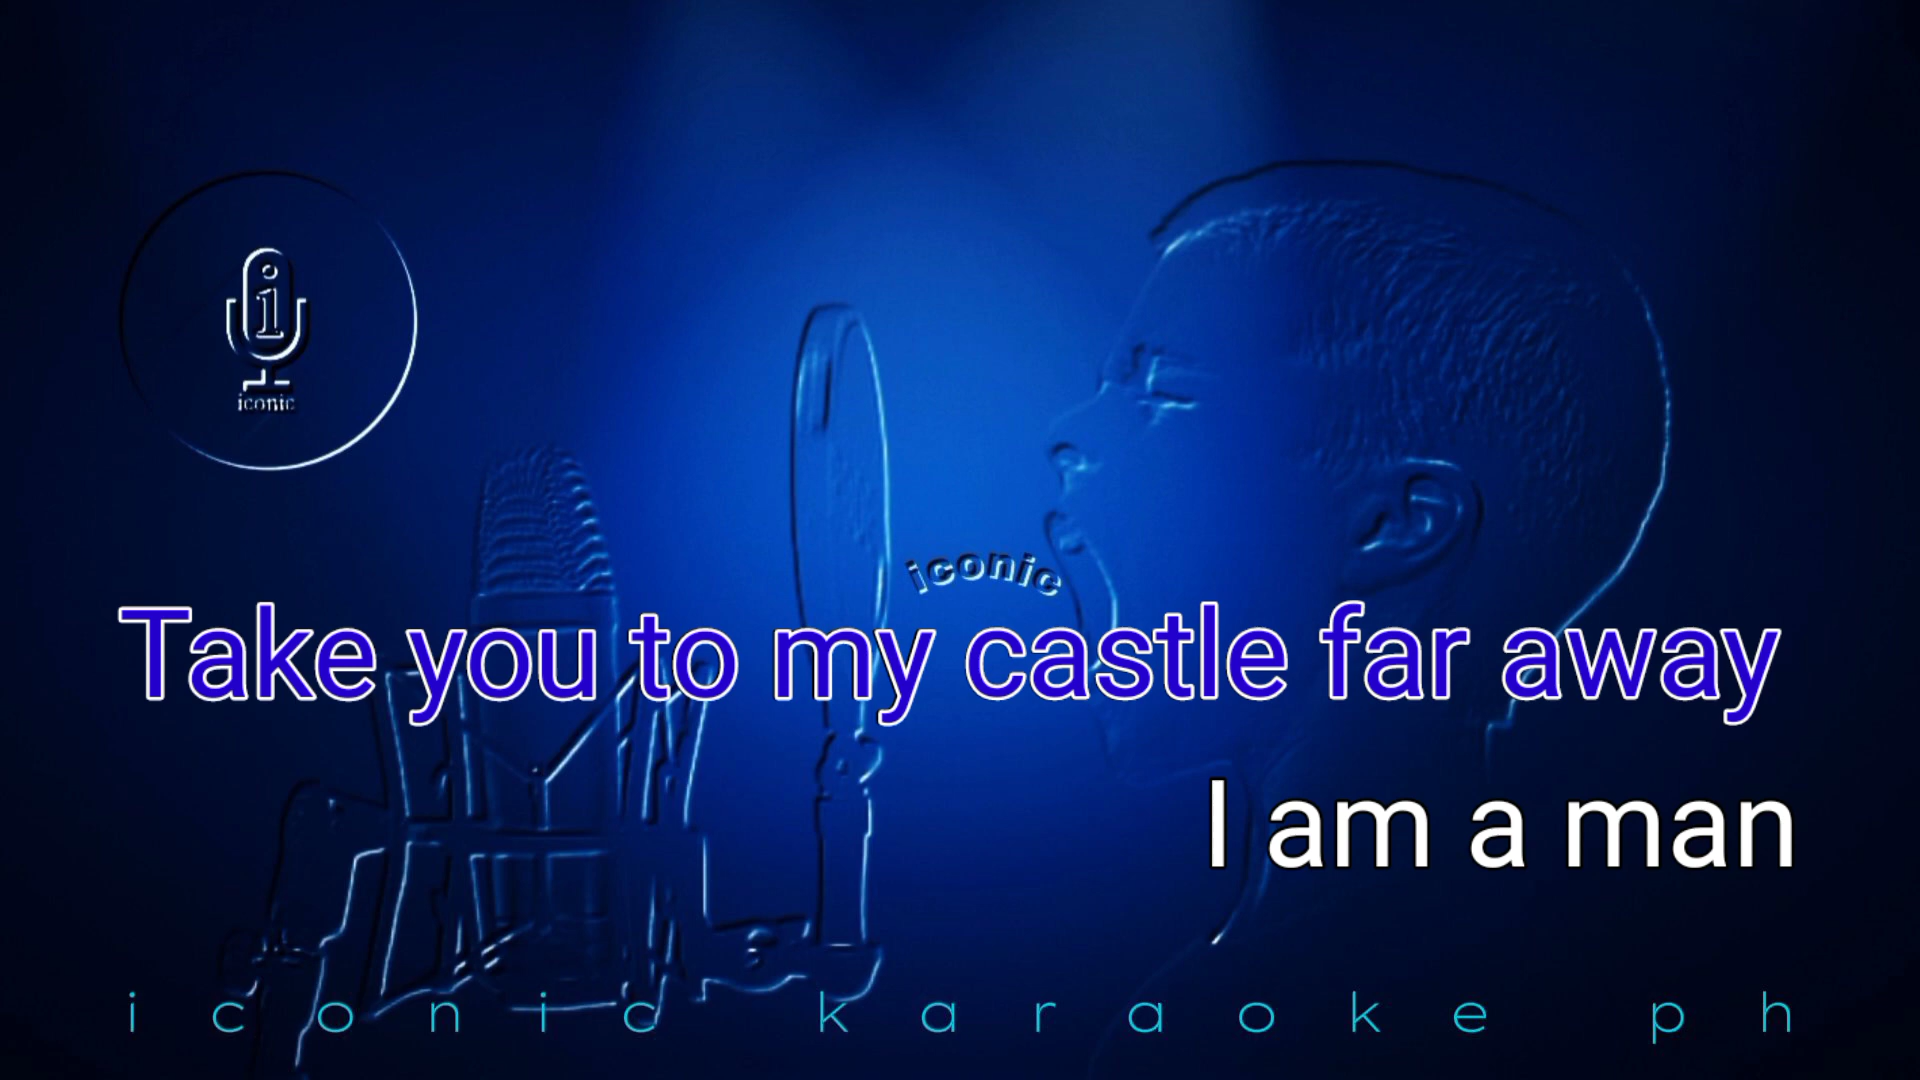 i
iconic
iconic
Take you to my castle far away
I am a man
iconic karaoke ph